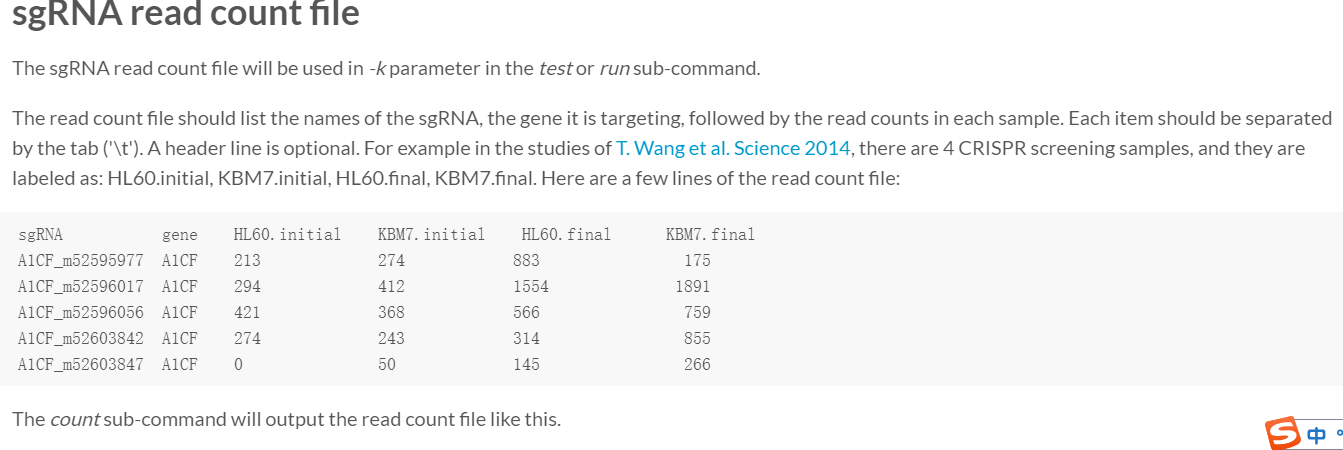 sgRNA read count file
The sgRNA read count file will be used in -k parameter in the test or run sub-command.
The read count file should list the names of the sgRNA, the gene it is targeting, followed by the read counts in each sample. Each item should be separated
by the tab ('\t'). A header line is optional. For example in the studies of T. Wang et al. Science 2014, there are 4 CRISPR screening samples, and they are
labeled as: HL60.initial, KBM7.initial, HL60.final, KBM7.final. Here are a few lines of the read count file:
sgRNA gene HL60.initial KBM7.initial HL60.final KBM7.final
A1CF_m52595977 A1CF 213 274 883 175
A1CF_m52596017 A1CF 294 412 1554 1891
A1CF_m52596056 A1CF 421 368 566 759
A1CF_m52603842 A1CF 274 243 314 855
A1CF_m52603847 A1CF 0 50 145 266
The count sub-command will output the read count file like this.
S 中